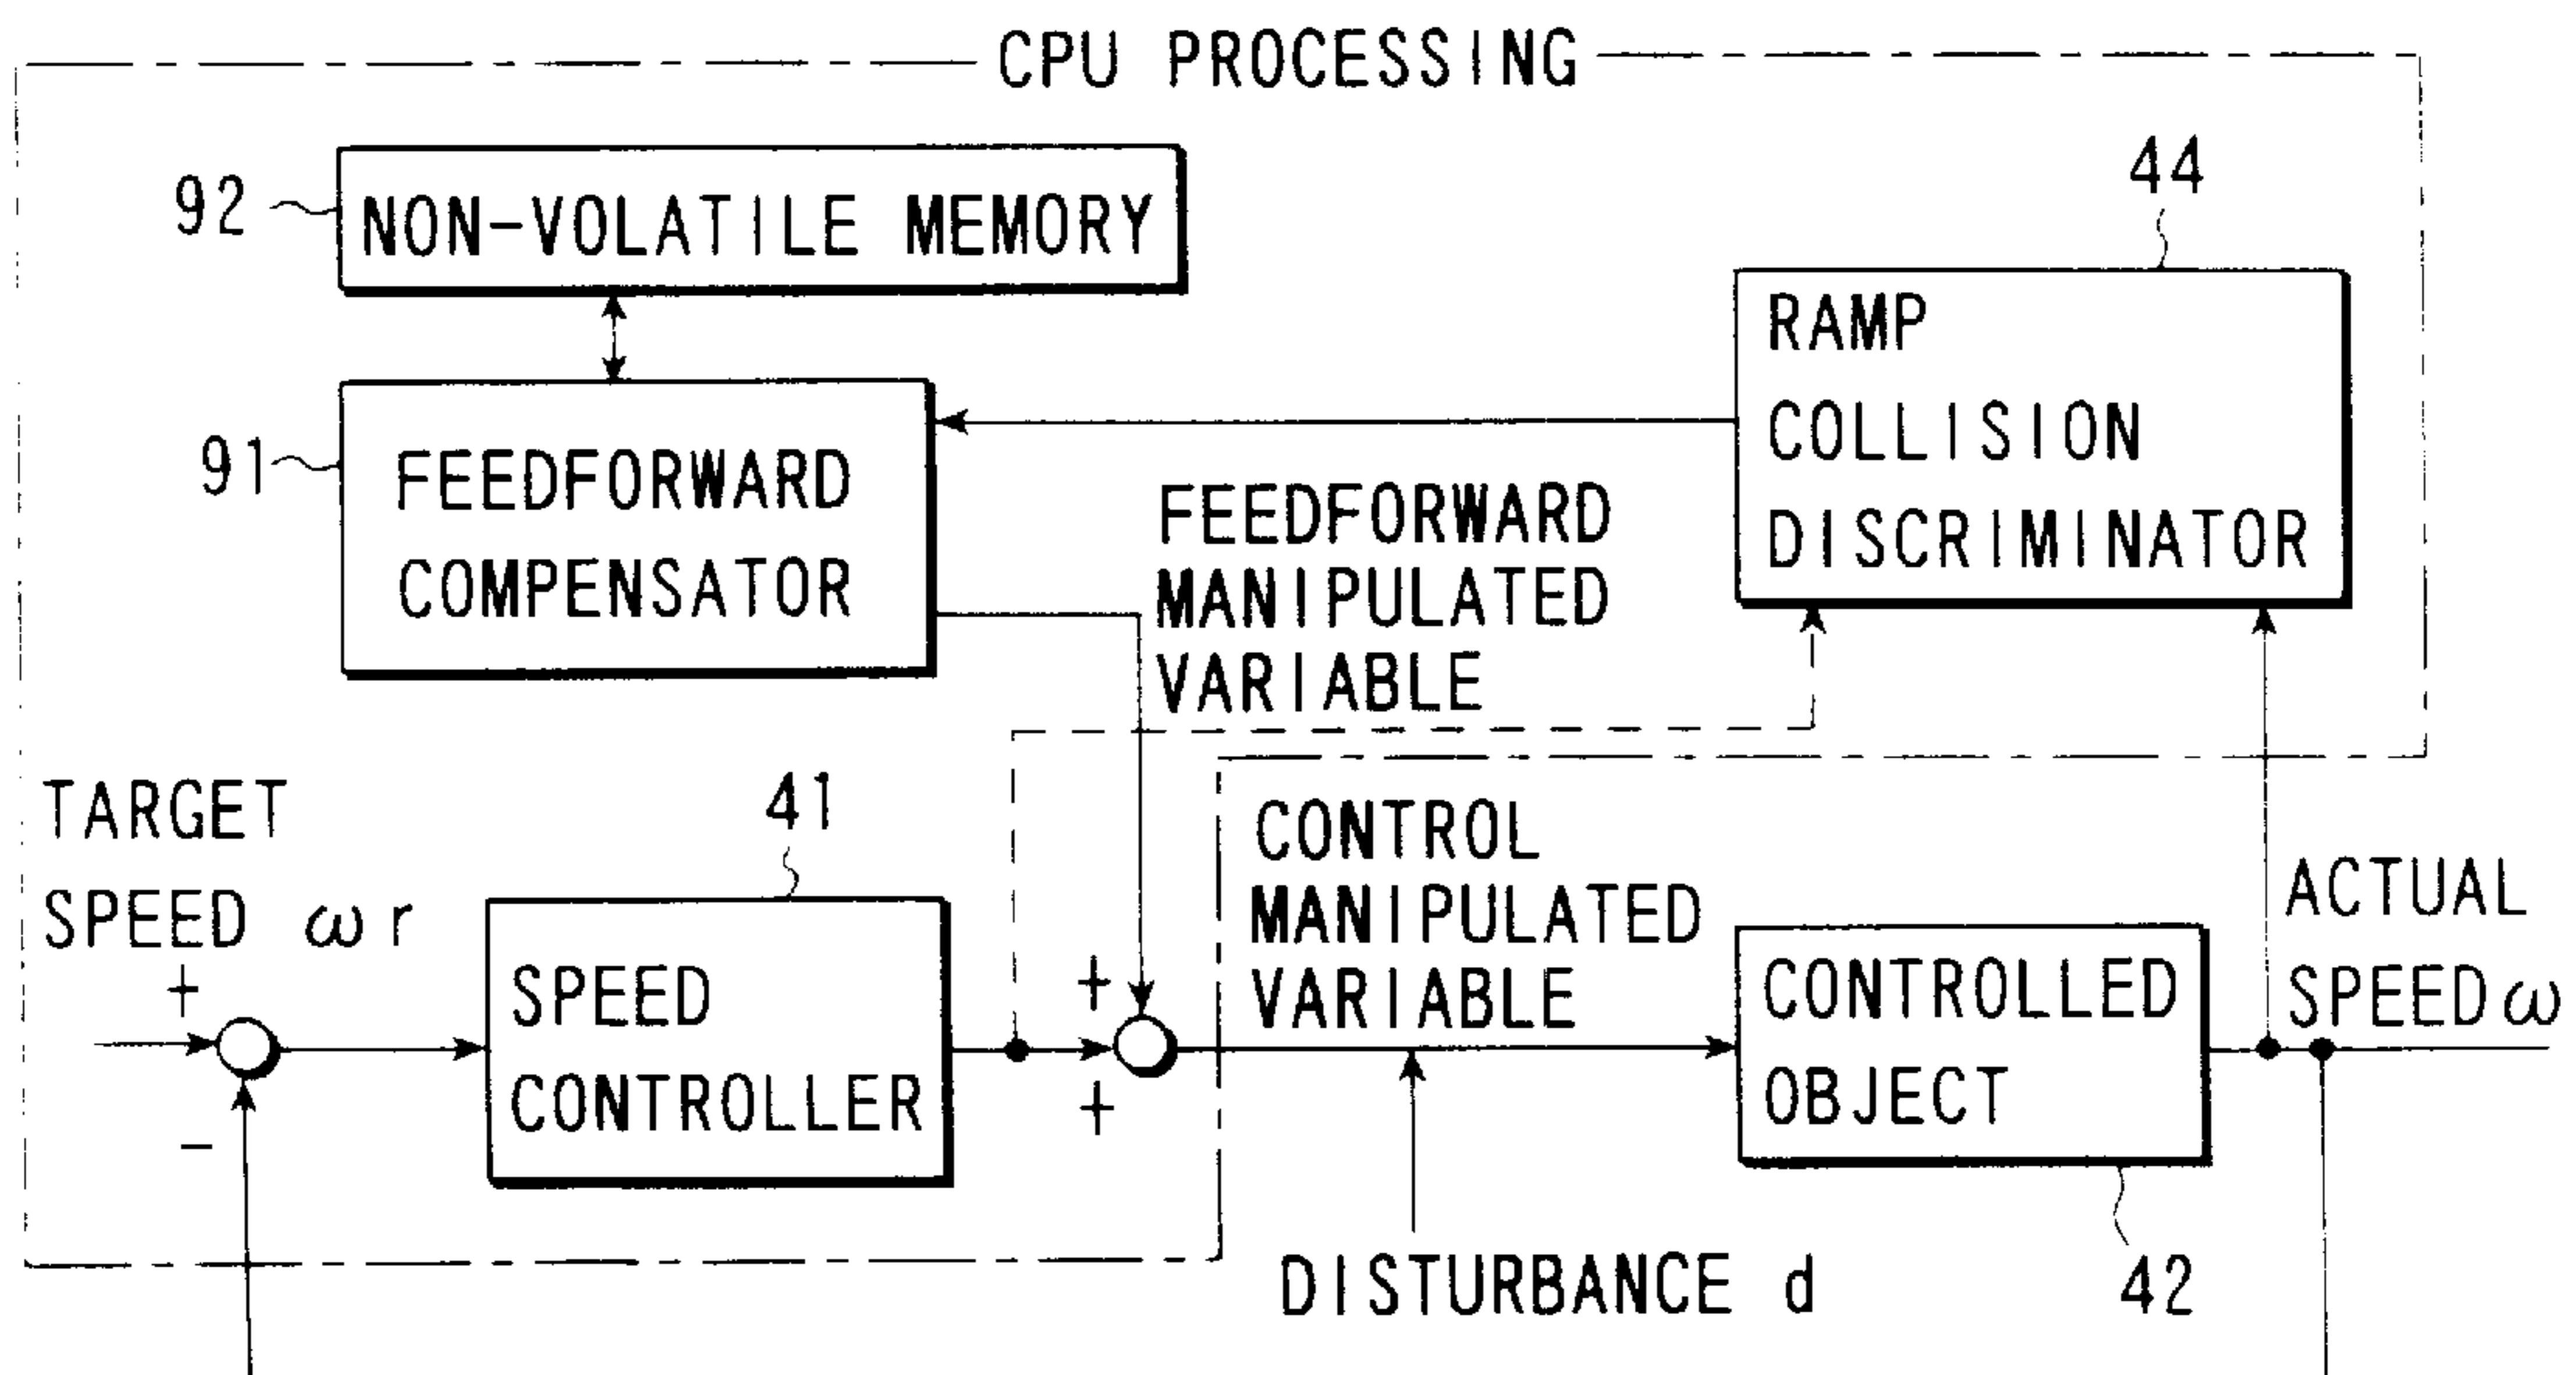 CPU PROCESSING
92
NON-VOLATILE MEMORY
44
RAMP
COLLISION
DISCRIMINATOR
91
FEEDFORWARD
COMPENSATOR
FEEDFORWARD
MANIPULATED
VARIABLE
TARGET
SPEED ωr
+
-
41
SPEED
CONTROLLER
+
+
CONTROL
MANIPULATED
VARIABLE
CONTROLLED
OBJECT
ACTUAL
SPEED ω
DISTURBANCE d
42